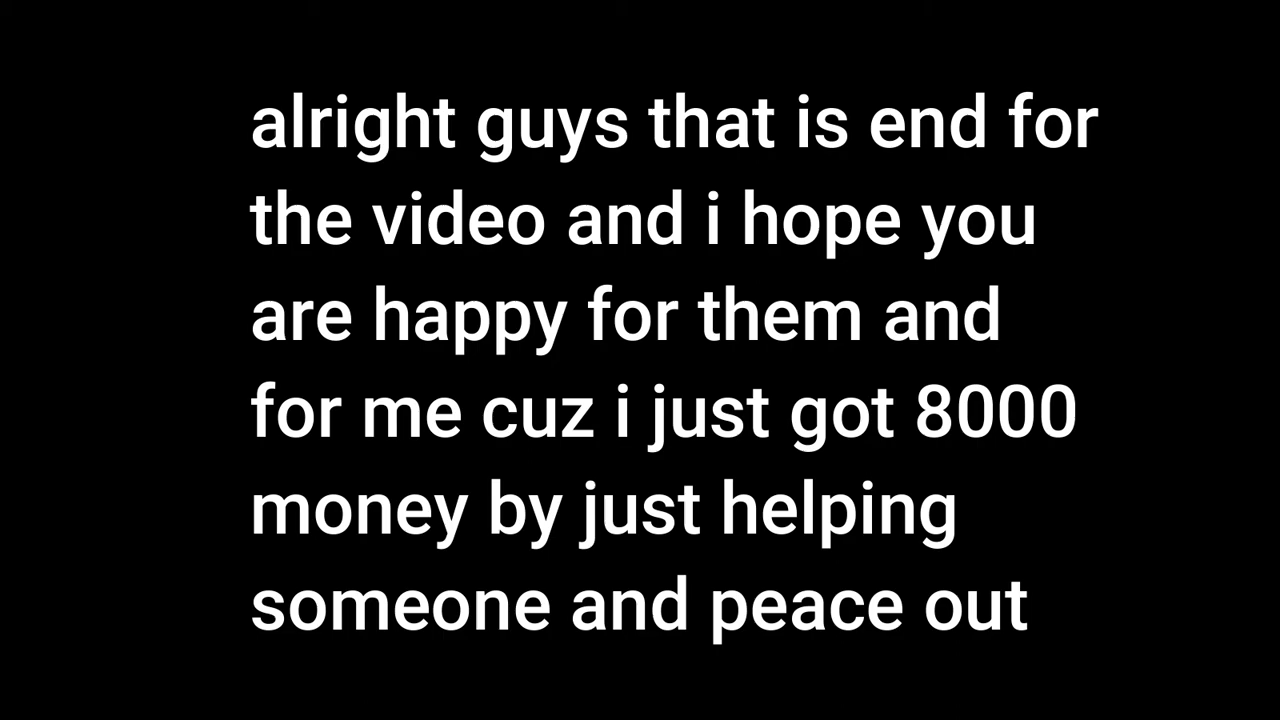 alright guys that is end for
the video and i hope you
are happy for them and
for me cuz i just got 8000
money by just helping
someone and peace out